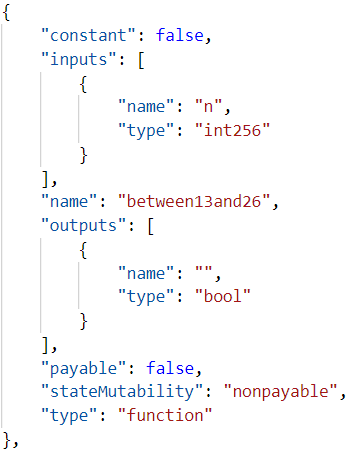 {
    "constant": false,
    "inputs": [
        {
            "name": "n",
            "type": "int256"
        }
    ],
    "name": "between13and26",
    "outputs": [
        {
            "name": "",
            "type": "bool"
        }
    ],
    "payable": false,
    "stateMutability": "nonpayable",
    "type": "function"
},